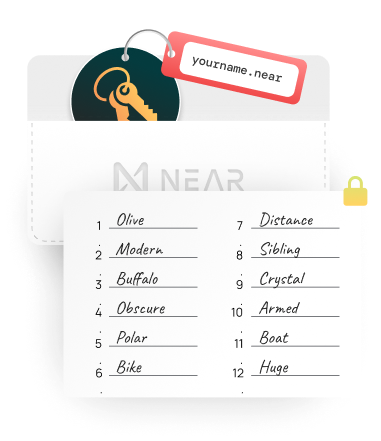 yourname.near
NEAR
1. Olive
2. Modern
3. Buffalo
4. Obscure
5. Polar
6. Bike
7. Distance
8. Sibling
9. Crystal
10. Armed
11. Boat
12. Huge